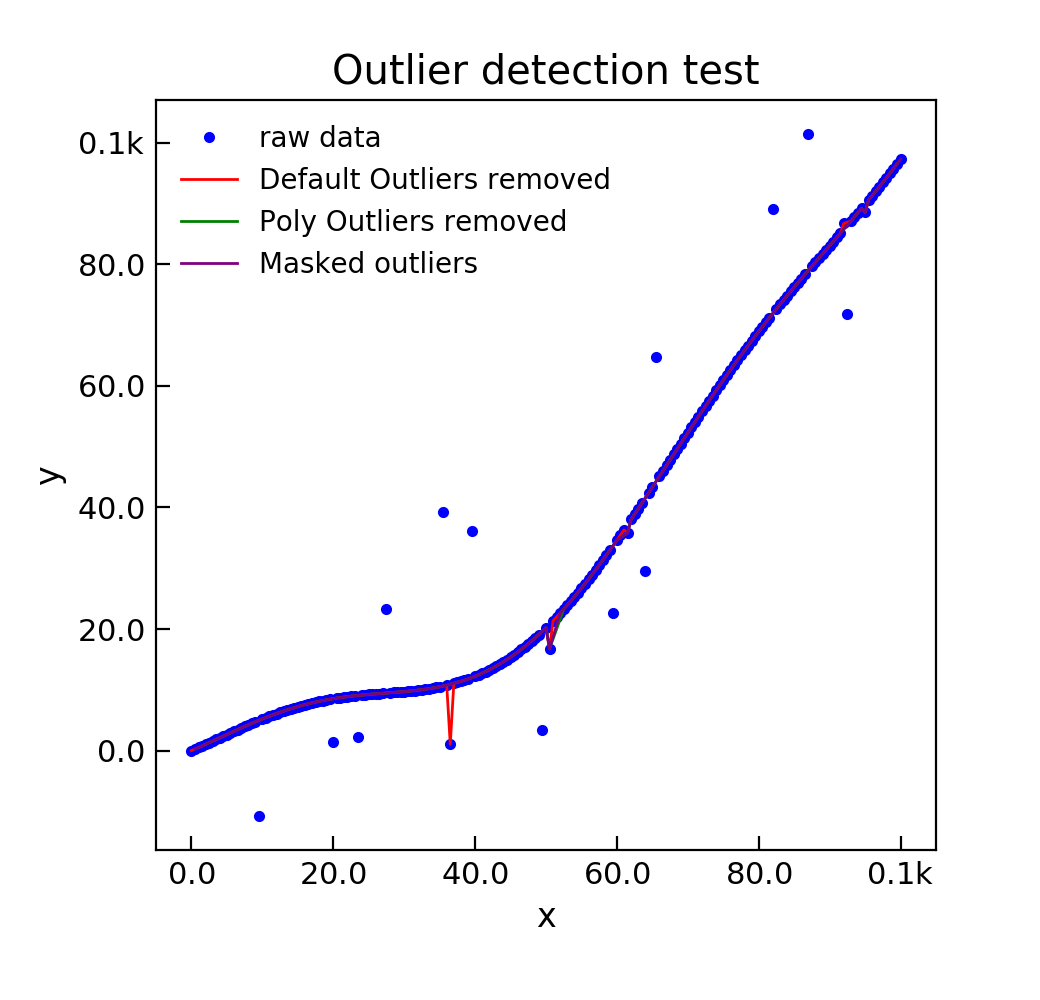 Outlier detection test
0.1k
80.0
60.0
40.0
20.0
0.0
y
raw data
Default Outliers removed
Poly Outliers removed
Masked outliers
0.0 20.0 40.0 60.0 80.0 0.1k
x